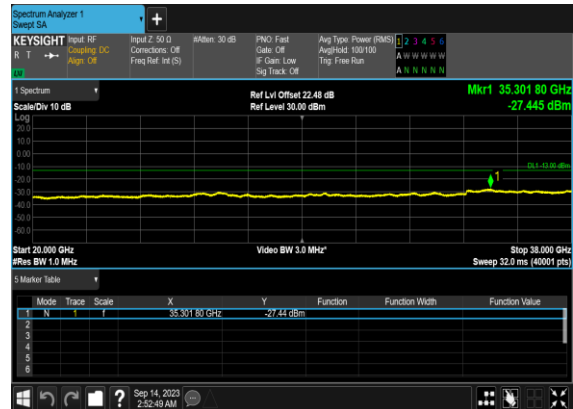 Spectrum Analyzer 1
Swept SA
+
KEYSIGHT Input: RF Input Z: 50 Ω #Atten: 30 dB PNO: Fast Avg Type: Power (RMS) 1 2 3 4 5 6
R T Coupling: DC Corrections: Off Gate: Off Avg|Hold: 100/100 A W W W W W
Align: Off Freq Ref: Int (S) IF Gain: Low Trig: Free Run
LW Sig Track: Off A N N N N N
1 Spectrum Ref Lvl Offset 22.48 dB Mkr1 35.301 80 GHz
Scale/Div 10 dB Ref Level 30.00 dBm -27.445 dBm
Log
20.0
10.0
0.00
-10.0
DL1 -13.00 dBm
1
-20.0
-30.0
-40.0
-50.0
-60.0
Start 20.000 GHz Video BW 3.0 MHz* Stop 38.000 GHz
#Res BW 1.0 MHz Sweep 32.0 ms (40001 pts)
5 Marker Table
Mode Trace Scale X Y Function Function Width Function Value
1 N 1 f 35.301 80 GHz -27.44 dBm
2
3
4
5
6
? Sep 14, 2023
2:52:49 AM